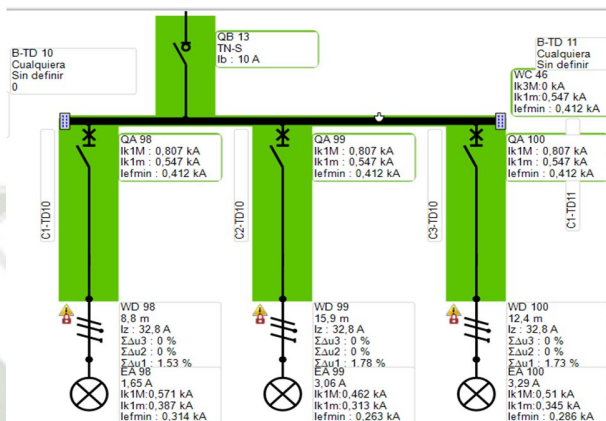 B-TD 10
Cualquiera
Sin definir
0
QB 13
TN-S
Ib : 10 A
B-TD 11
Cualquiera
Sin definir
WC 46
Ik3M:0 kA
Ik1m:0,547 kA
Iefmin : 0,412 kA
C1-TD10
QA 98
Ik1M : 0,807 kA
Ik1m : 0,547 kA
Iefmin : 0,412 kA
C2-TD10
QA 99
Ik1M : 0,807 kA
Ik1m : 0,547 kA
Iefmin : 0,412 kA
C3-TD10
QA 100
Ik1M : 0,807 kA
Ik1m : 0,547 kA
Iefmin : 0,412 kA
C1-TD11
WD 98
8,8 m
Iz : 32,8 A
ΣΔu3 : 0 %
ΣΔu2 : 0 %
ΣΔu1 : 1.53 %
EA 98
1,65 A
Ik1M:0,571 kA
Ik1m:0,387 kA
Iefmin : 0,314 kA
WD 99
15,9 m
Iz : 32,8 A
ΣΔu3 : 0 %
ΣΔu2 : 0 %
ΣΔu1 : 1.78 %
EA 99
3,06 A
Ik1M:0,462 kA
Ik1m:0,313 kA
Iefmin : 0,263 kA
WD 100
12,4 m
Iz : 32,8 A
ΣΔu3 : 0 %
ΣΔu2 : 0 %
ΣΔu1 : 1.73 %
EA 100
3,29 A
Ik1M:0,51 kA
Ik1m:0,345 kA
Iefmin : 0,286 kA